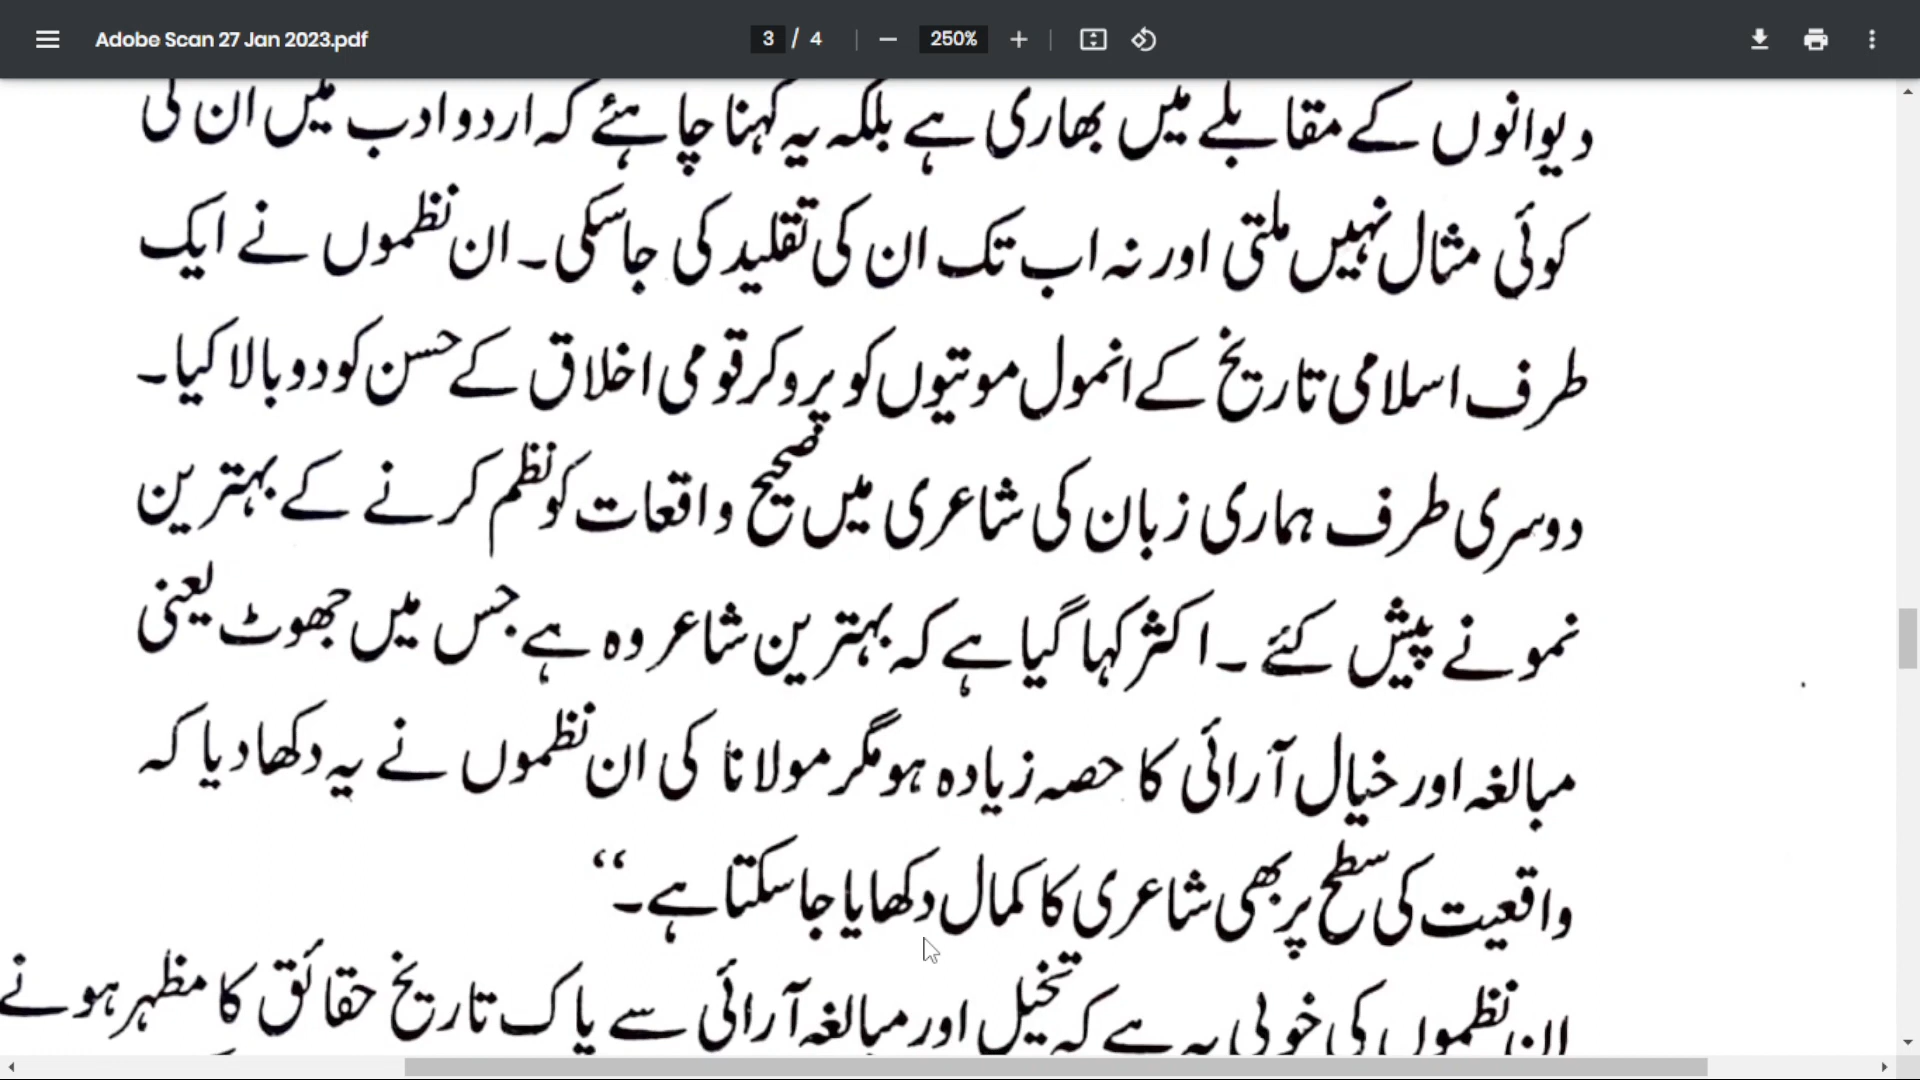 Adobe Scan 27 Jan 2023.pdf 3 / 4 250%
دیوانوں کے مقابلے میں بھاری ہے بلکہ یہ کہنا چاہئے کہ اردو ادب میں ان کی
کوئی مثال نہیں ملتی اور نہ اب تک ان کی تقلید کی جاسکی۔ ان نظموں نے ایک
طرف اسلامی تاریخ کے انمول موتیوں کو پرو کر قومی اخلاق کے حسن کو دوبالا کیا۔
دوسری طرف ہماری زبان کی شاعری میں صحیح واقعات کو نظم کرنے کے بہترین
نمونے پیش کئے۔ اکثر کہا گیا ہے کہ بہترین شاعر وہ ہے جس میں جھوٹ یعنی
مبالغہ اور خیال آرائی کا حصہ زیادہ ہو مگر مولانا کی ان نظموں نے یہ دکھا دیا کہ
واقعیت کی سطح پر بھی شاعری کا کمال دکھایا جاسکتا ہے۔‘‘
ان نظموں کی خوبی یہ ہے کہ تخیل اور مبالغہ آرائی سے پاک تاریخ حقائق کا مظہر ہونے